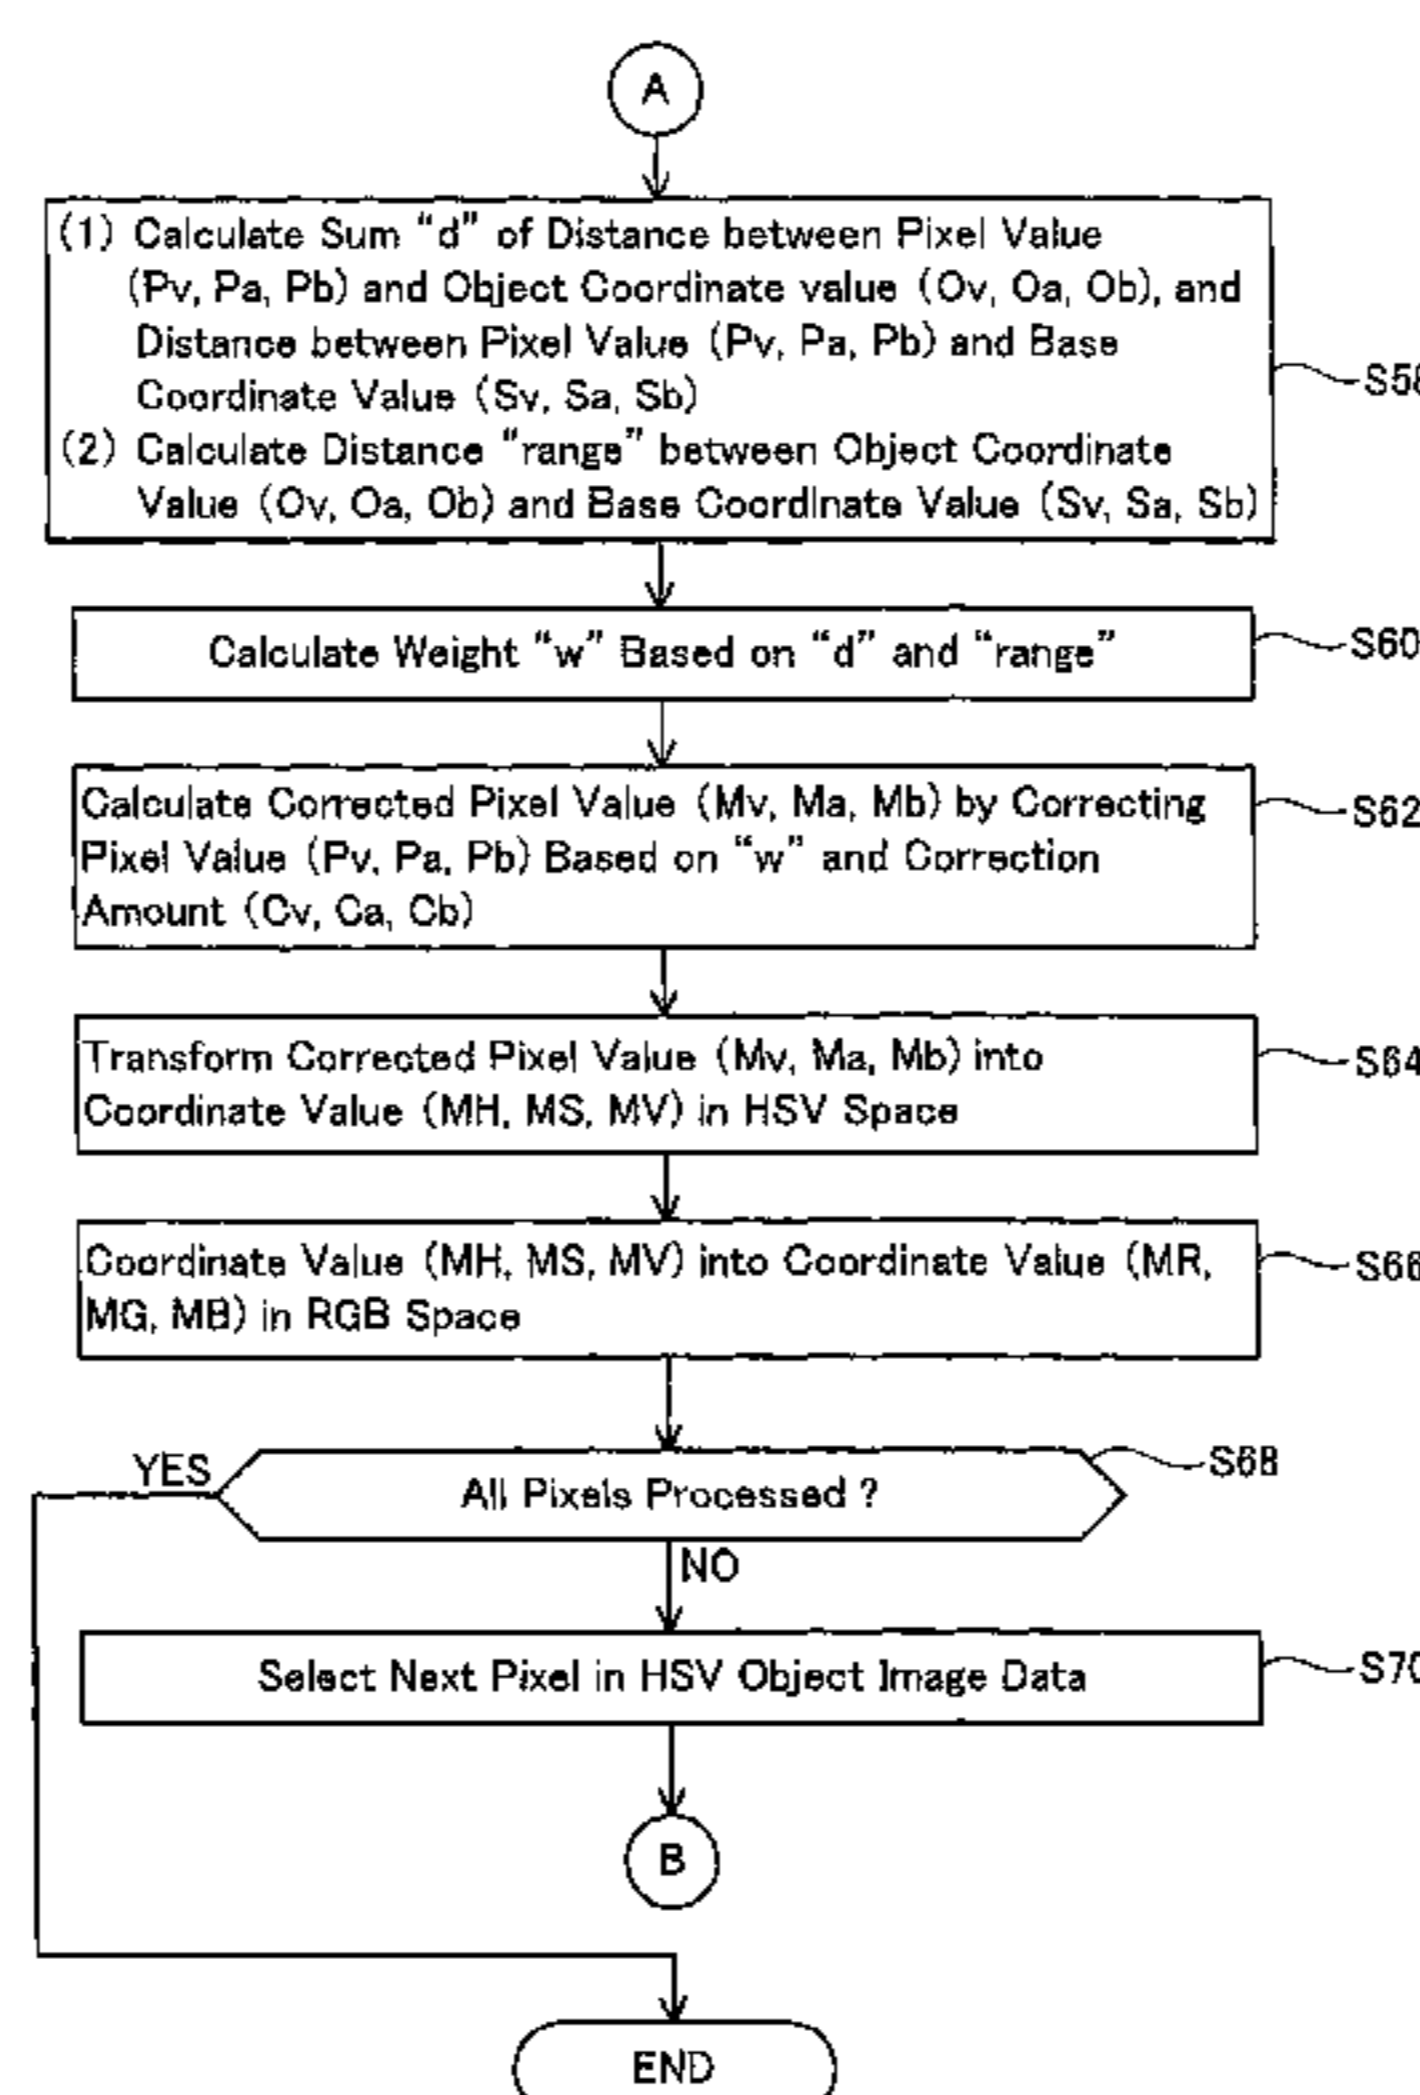 A
(1) Calculate Sum “d” of Distance between Pixel Value
(Pv, Pa, Pb) and Object Coordinate value (Ov, Oa, Ob), and
Distance between Pixel Value (Pv, Pa, Pb) and Base
Coordinate Value (Sv, Sa, Sb)
(2) Calculate Distance “range” between Object Coordinate
Value (Ov, Oa, Ob) and Base Coordinate Value (Sv, Sa, Sb)
S58
Calculate Weight “w” Based on “d” and “range”
S60
Calculate Corrected Pixel Value (Mv, Ma, Mb) by Correcting
Pixel Value (Pv, Pa, Pb) Based on “w” and Correction
Amount (Cv, Ca, Cb)
S62
Transform Corrected Pixel Value (Mv, Ma, Mb) into
Coordinate Value (MH, MS, MV) in HSV Space
S64
Coordinate Value (MH, MS, MV) into Coordinate Value (MR,
MG, MB) in RGB Space
S66
YES
All Pixels Processed ?
S68
NO
Select Next Pixel in HSV Object Image Data
S70
B
END